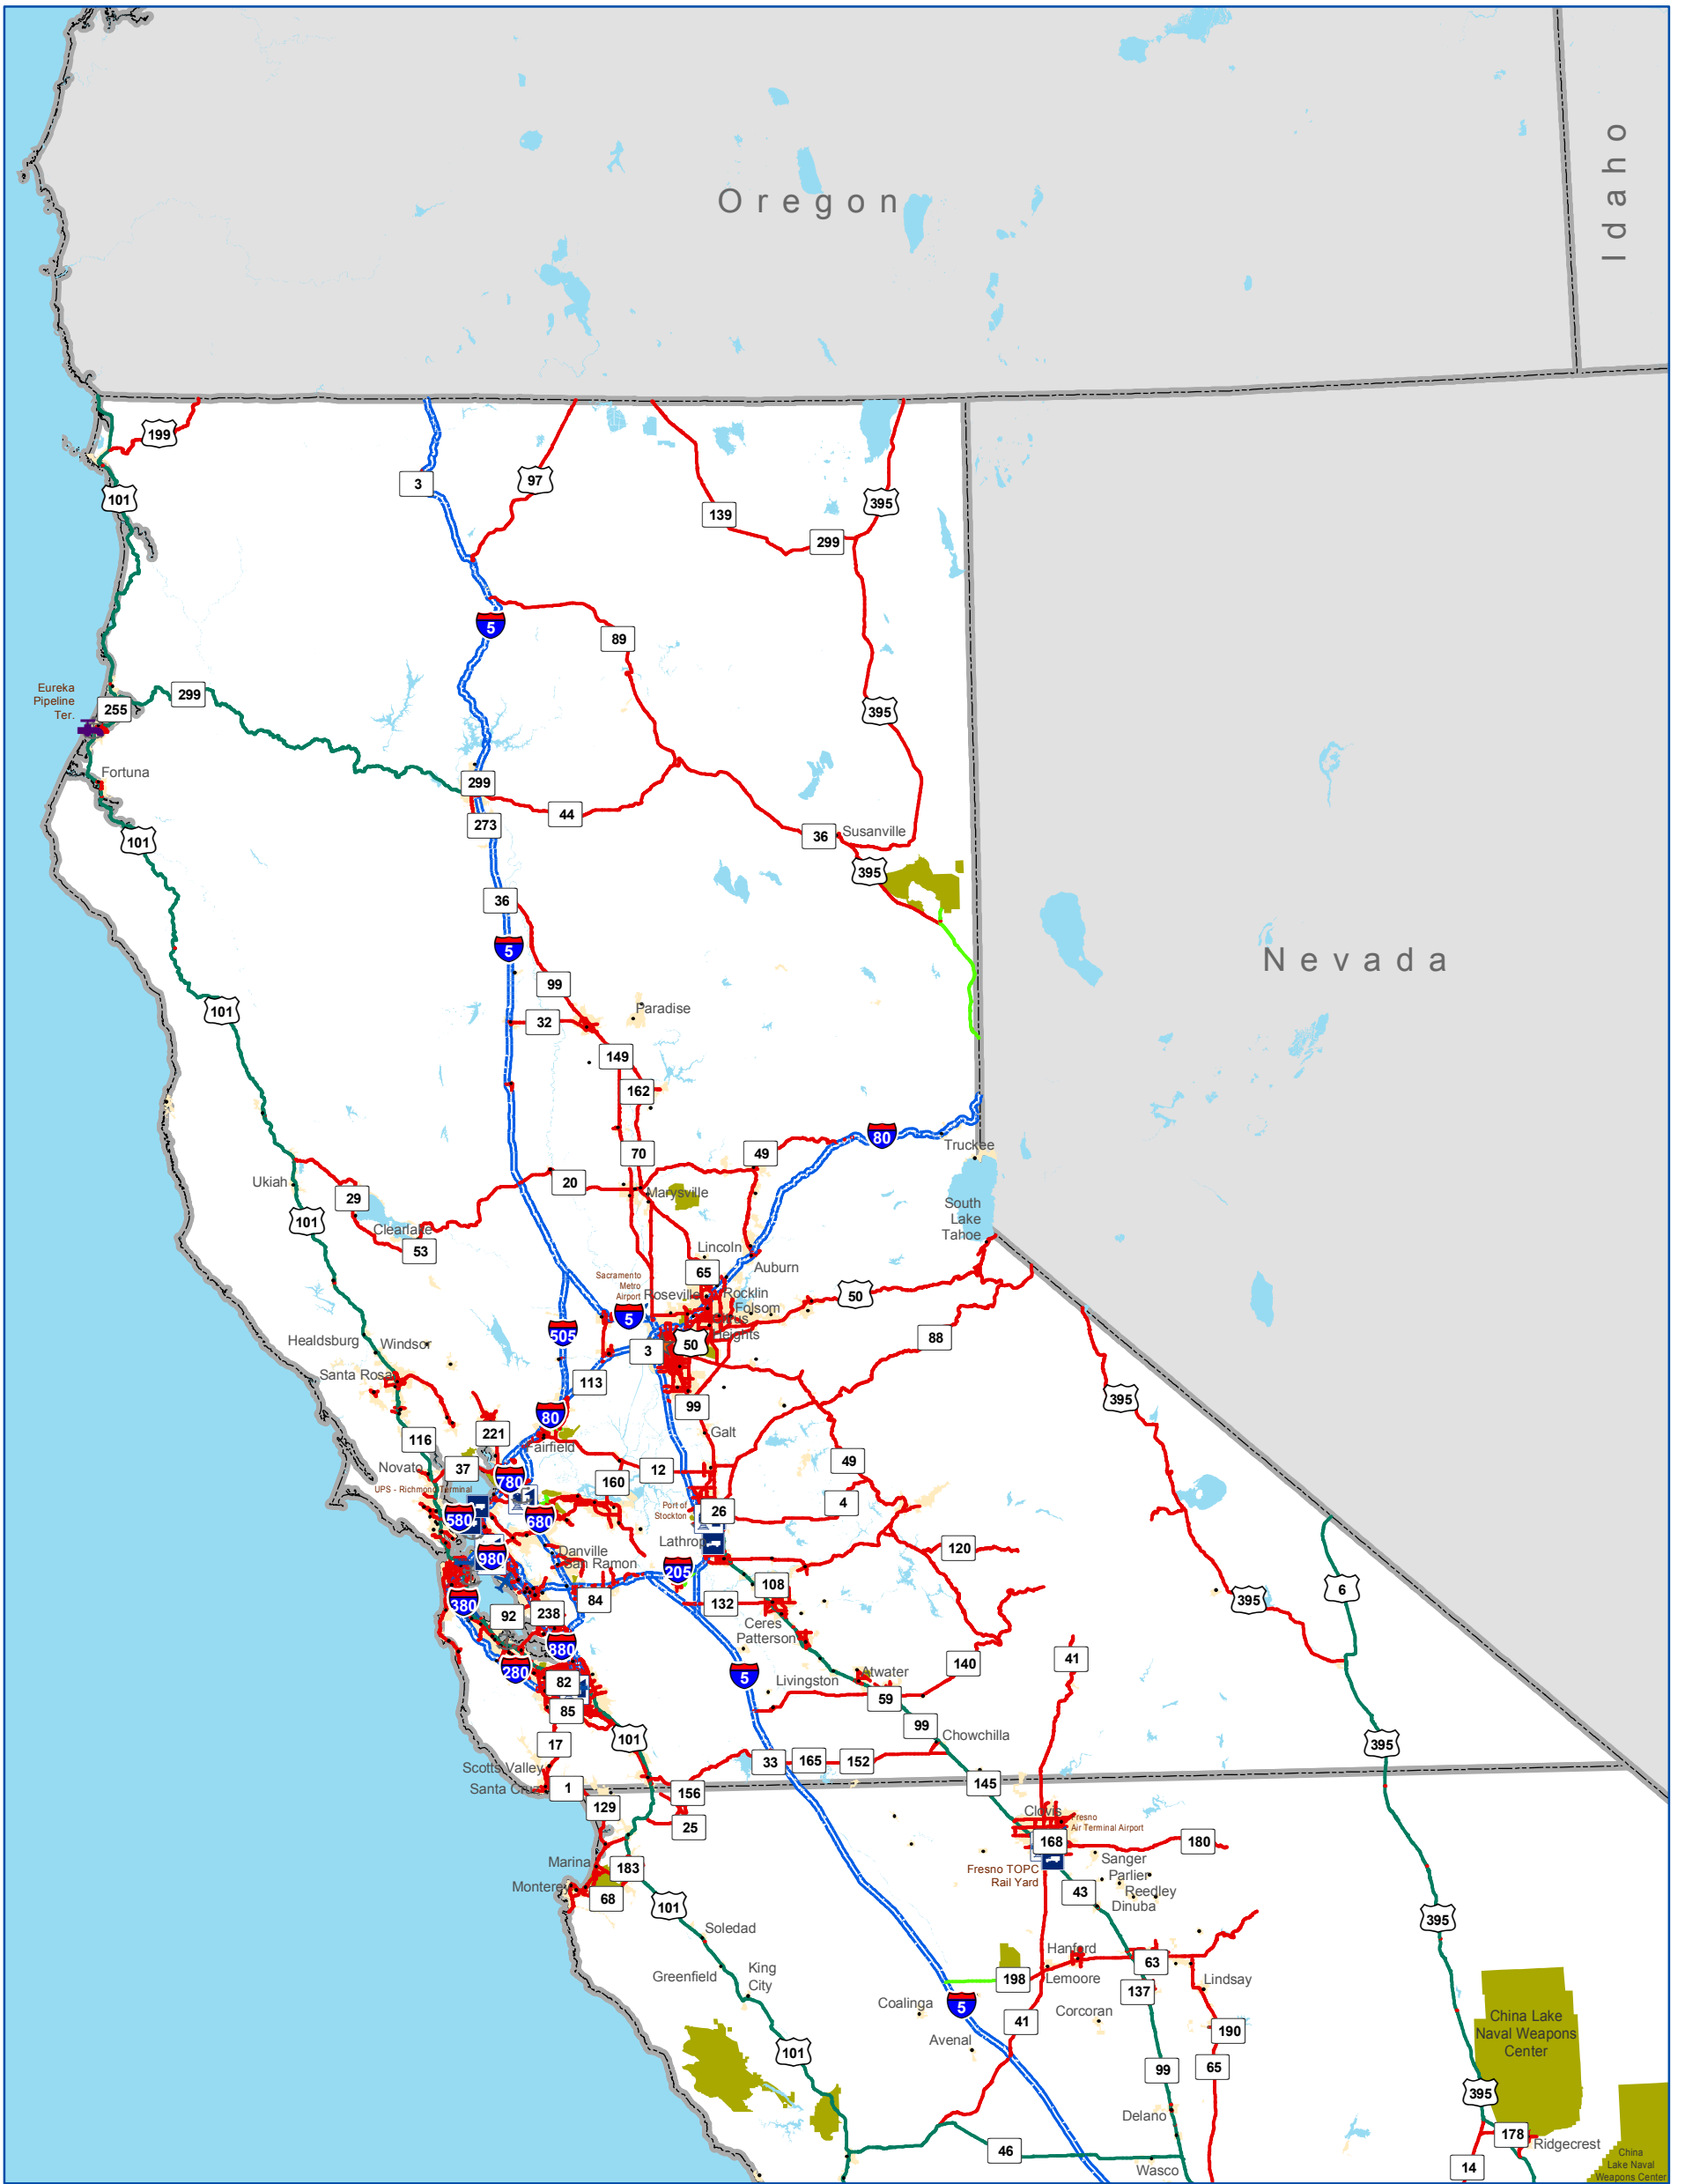 Oregon
Idaho
199
3
97
101
139
395
299
5
89
Eureka
Pipeline
Ter.
299
255
395
Fortuna
299
44
273
101
36
Susanville
395
36
5
Nevada
99
101
32
Paradise
149
162
80
Truckee
70
49
Ukiah
29
20
Marysville
101
Clearlake
53
South
Lake
Tahoe
Lincoln
65
Auburn
Sacramento
Metro
Airport
Roseville
Rocklin
50
Folsom
5
505
Heights
Healdsburg
Windsor
3
50
88
Santa Rosa
113
395
80
99
116
221
Galt
Fairfield
Novato
37
780
160
12
49
UPS - Richmond Terminal
580
680
Port of
Stockton
26
4
Lathrop
980
Danville
San Ramon
205
120
108
6
380
92
238
84
132
395
Ceres
Patterson
880
280
5
140
41
82
Livingston
Atwater
59
85
99
101
Chowchilla
17
395
Scotts Valley
33
165
152
Santa Cruz
1
145
129
156
25
Clovis
Fresno
Air Terminal Airport
168
180
Marina
183
Fresno TOPC
Rail Yard
Sanger
Parlier
Monterey
68
43
Reedley
Dinuba
101
395
Soledad
Hanford
63
Greenfield
King
City
198
Lemoore
Lindsay
137
Coalinga
5
41
Corcoran
190
China Lake
Naval Weapons
Center
Avenal
101
99
65
395
Delano
178
Ridgecrest
46
Wasco
14
China
Lake Naval
Weapons Center